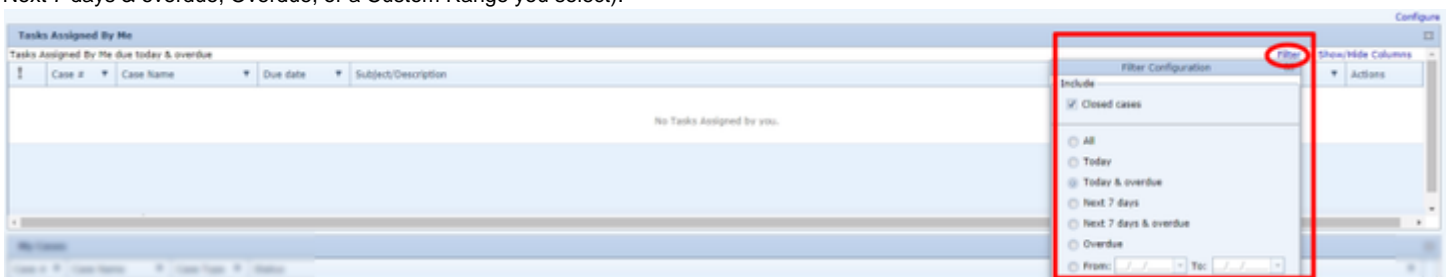 Next 7 days & overdue, Overdue, or a Custom Range you select).
Configure
Tasks Assigned By Me
Tasks Assigned By Me due today & overdue
Filter Show/Hide Columns
! Case # Case Name Due date Subject/Description Actions
Filter Configuration
Include
Closed cases
No Tasks Assigned by you.
All
Today
Today & overdue
Next 7 days
Next 7 days & overdue
Overdue
From: _/_/_ To: _/_/_
My Cases
Case # Case Name Case Type Status